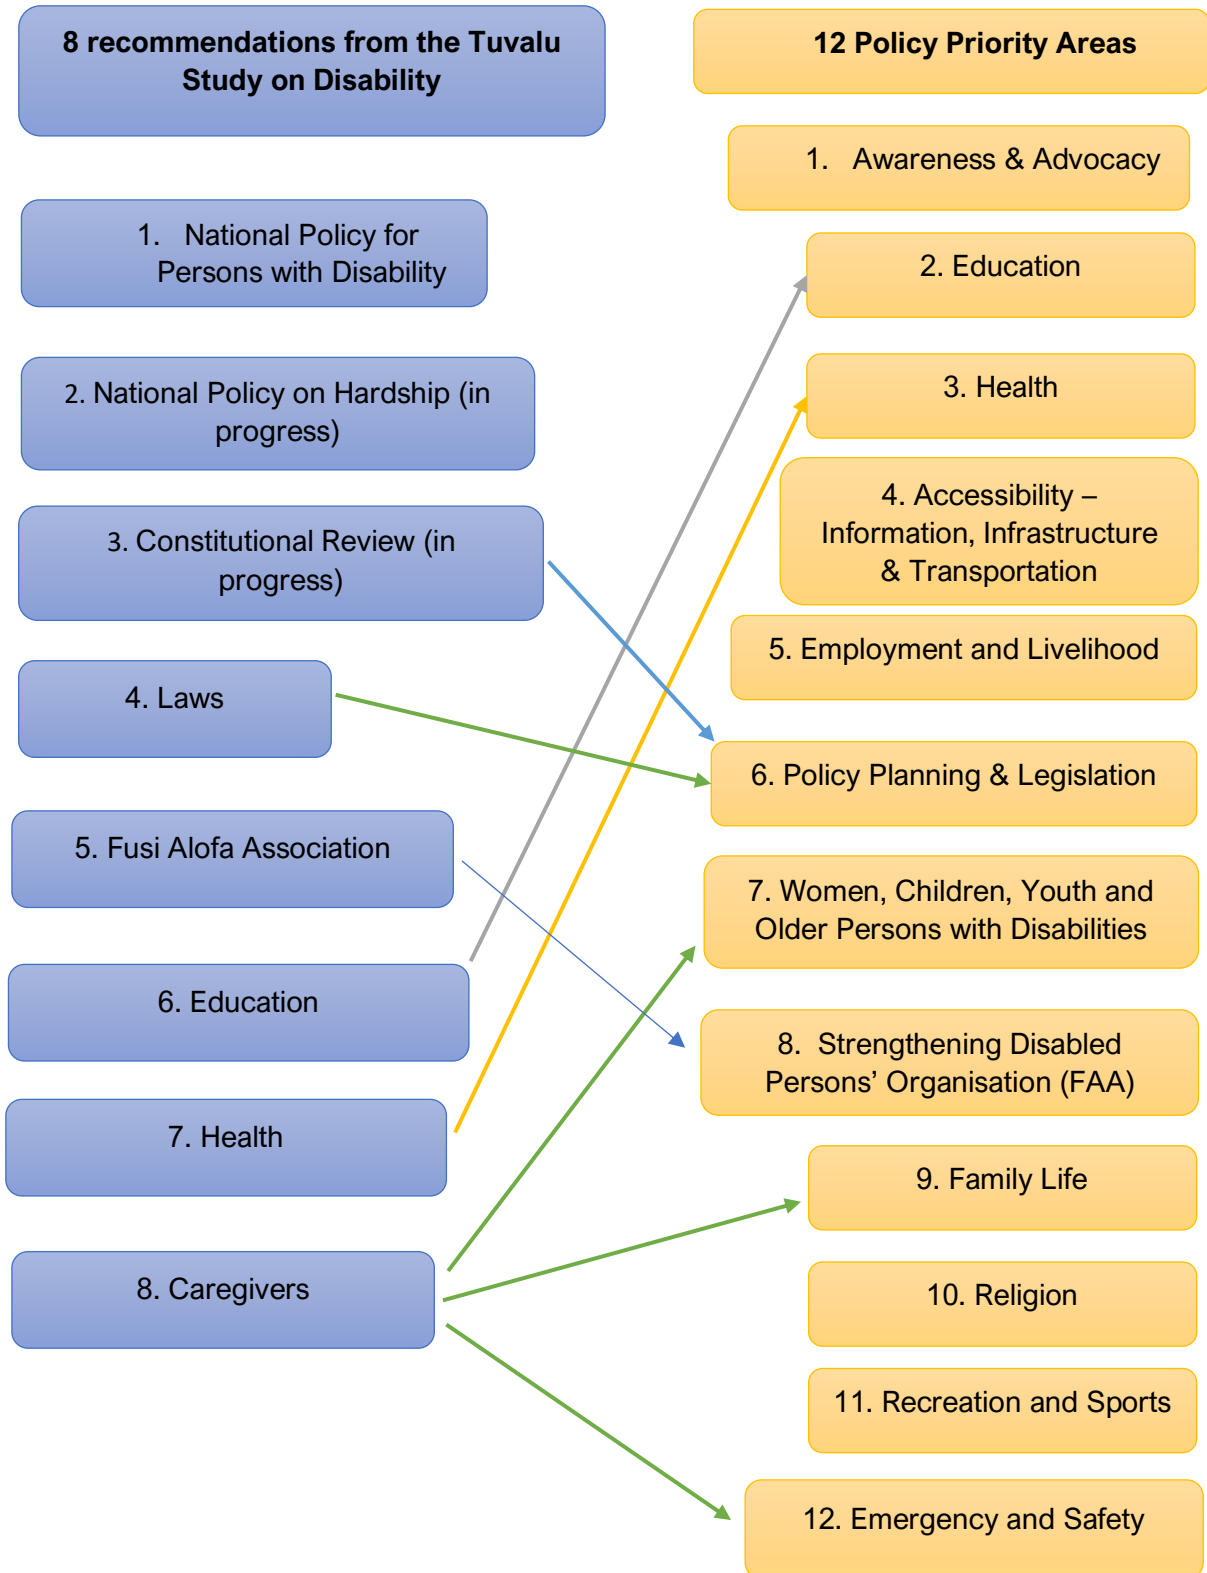 8 recommendations from the Tuvalu
Study on Disability
1. National Policy for
Persons with Disability
2. National Policy on Hardship (in
progress)
3. Constitutional Review (in
progress)
4. Laws
5. Fusi Alofa Association
6. Education
7. Health
8. Caregivers
12 Policy Priority Areas
1. Awareness & Advocacy
2. Education
3. Health
4. Accessibility –
Information, Infrastructure
& Transportation
5. Employment and Livelihood
6. Policy Planning & Legislation
7. Women, Children, Youth and
Older Persons with Disabilities
8. Strengthening Disabled
Persons’ Organisation (FAA)
9. Family Life
10. Religion
11. Recreation and Sports
12. Emergency and Safety